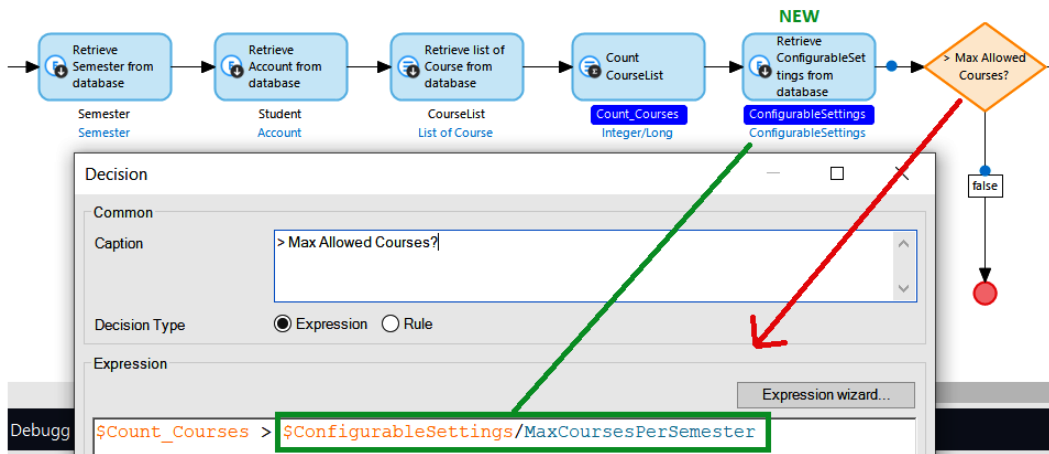 NEW
Retrieve
Semester from
database
Retrieve
Account from
database
Retrieve list of
Course from
database
Count
CourseList
Retrieve
ConfigurableSet
tings from
database
> Max Allowed
Courses?
Semester
Semester
Student
Account
CourseList
List of Course
Count_Courses
Integer/Long
ConfigurableSettings
ConfigurableSettings
false
Decision
Common
Caption
> Max Allowed Courses?
Decision Type
Expression
Rule
Expression
Expression wizard...
Debugg
$Count_Courses > $ConfigurableSettings/MaxCoursesPerSemester